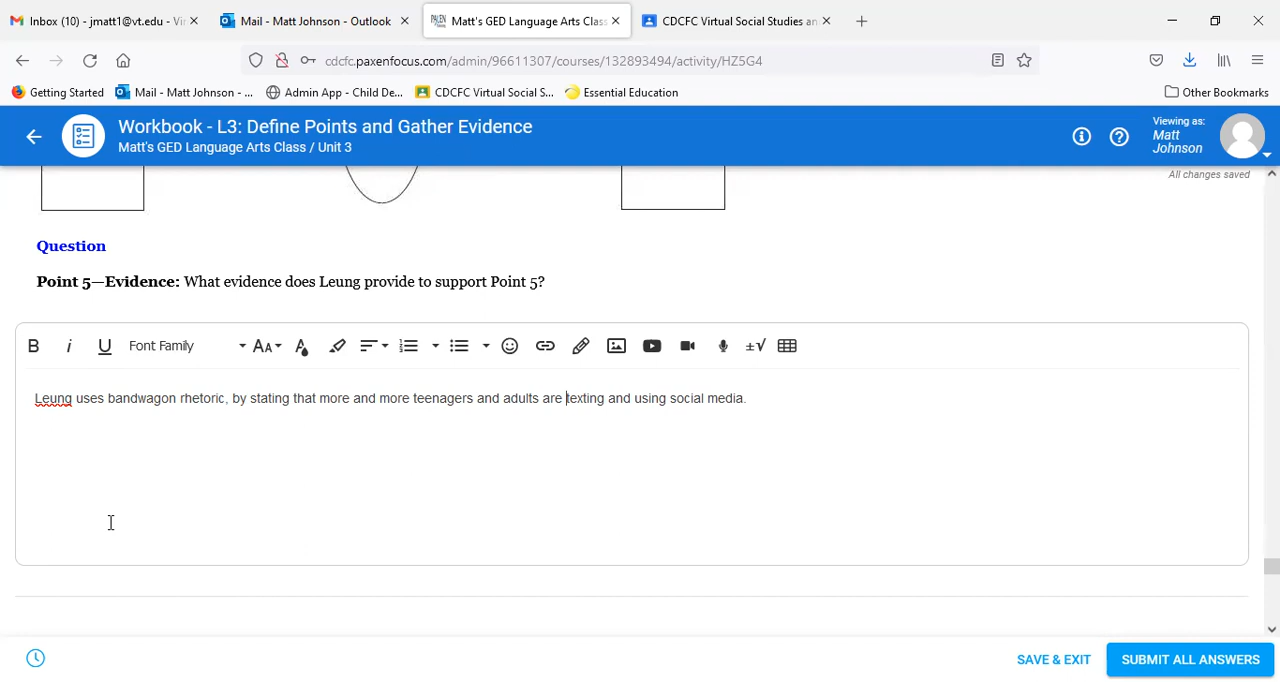 Inbox (10) - jmatt1@vt.edu - Vir
Mail - Matt Johnson - Outlook
PAXEN
Matt's GED Language Arts Class
CDCFC Virtual Social Studies an
cdcfc.paxenfocus.com/admin/96611307/courses/132893494/activity/HZ5G4
Getting Started
Mail - Matt Johnson - ...
Admin App - Child De...
CDCFC Virtual Social S...
Essential Education
Other Bookmarks
Workbook - L3: Define Points and Gather Evidence
Matt's GED Language Arts Class / Unit 3
Viewing as:
Matt
Johnson
All changes saved
Question
Point 5—Evidence: What evidence does Leung provide to support Point 5?
B i U Font Family AA A ±√
Leung uses bandwagon rhetoric, by stating that more and more teenagers and adults are texting and using social media.
SAVE & EXIT
SUBMIT ALL ANSWERS